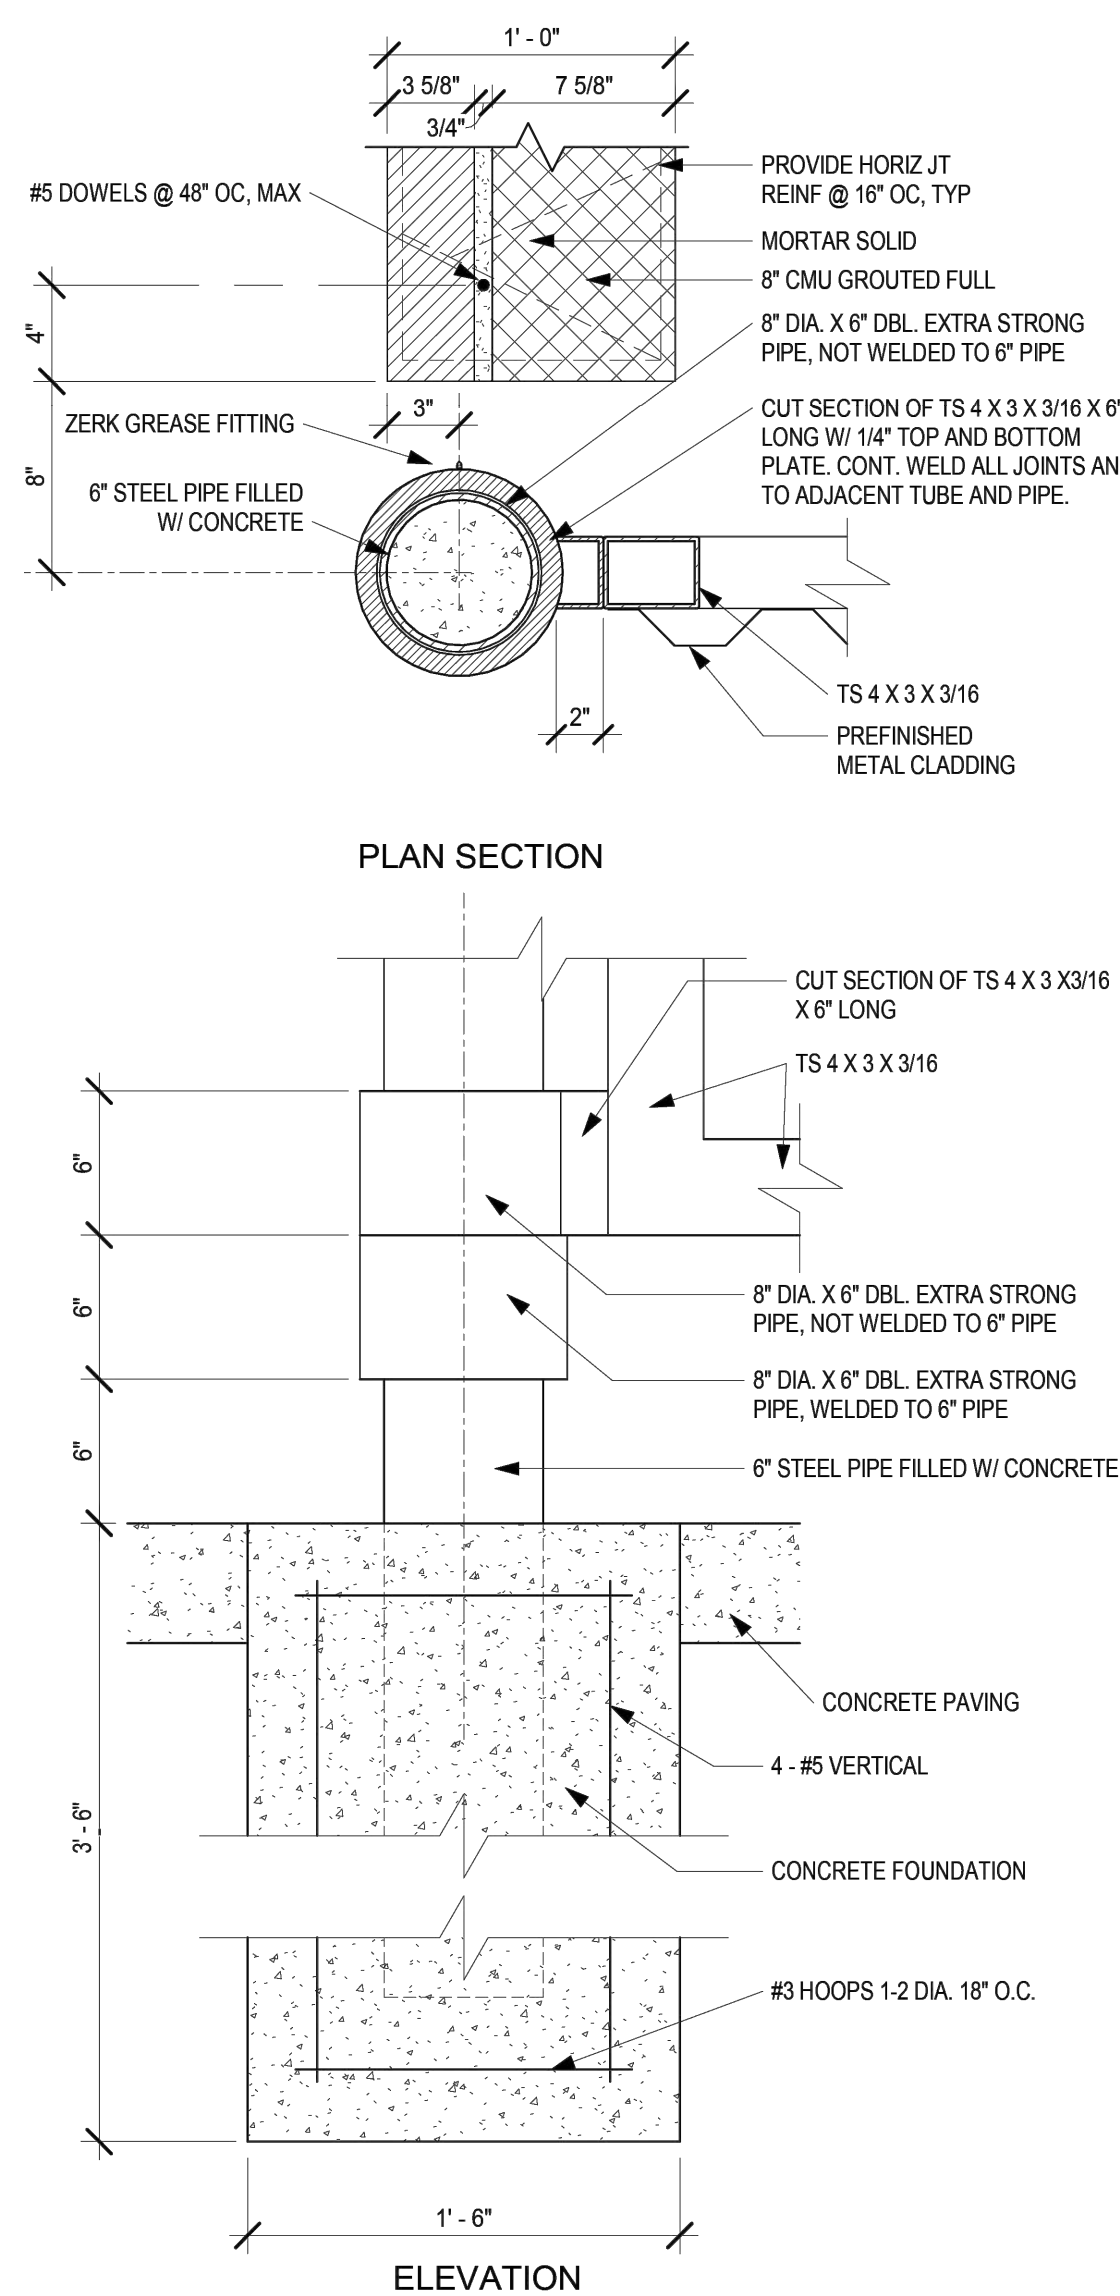 1' - 0"
3 5/8"
7 5/8"
3/4"
PROVIDE HORIZ JT
REINF @ 16" OC, TYP
#5 DOWELS @ 48" OC, MAX
MORTAR SOLID
8" CMU GROUTED FULL
8" DIA. X 6" DBL. EXTRA STRONG
PIPE, NOT WELDED TO 6" PIPE
4"
3"
ZERK GREASE FITTING
CUT SECTION OF TS 4 X 3 X 3/16 X 6"
LONG W/ 1/4" TOP AND BOTTOM
PLATE. CONT. WELD ALL JOINTS AN
TO ADJACENT TUBE AND PIPE.
8"
6" STEEL PIPE FILLED
W/ CONCRETE
TS 4 X 3 X 3/16
2"
PREFINISHED
METAL CLADDING
PLAN SECTION
CUT SECTION OF TS 4 X 3 X3/16
X 6" LONG
TS 4 X 3 X 3/16
6"
8" DIA. X 6" DBL. EXTRA STRONG
PIPE, NOT WELDED TO 6" PIPE
6"
8" DIA. X 6" DBL. EXTRA STRONG
PIPE, WELDED TO 6" PIPE
6"
6" STEEL PIPE FILLED W/ CONCRETE
CONCRETE PAVING
4 - #5 VERTICAL
3' - 6"
CONCRETE FOUNDATION
#3 HOOPS 1-2 DIA. 18" O.C.
1' - 6"
ELEVATION